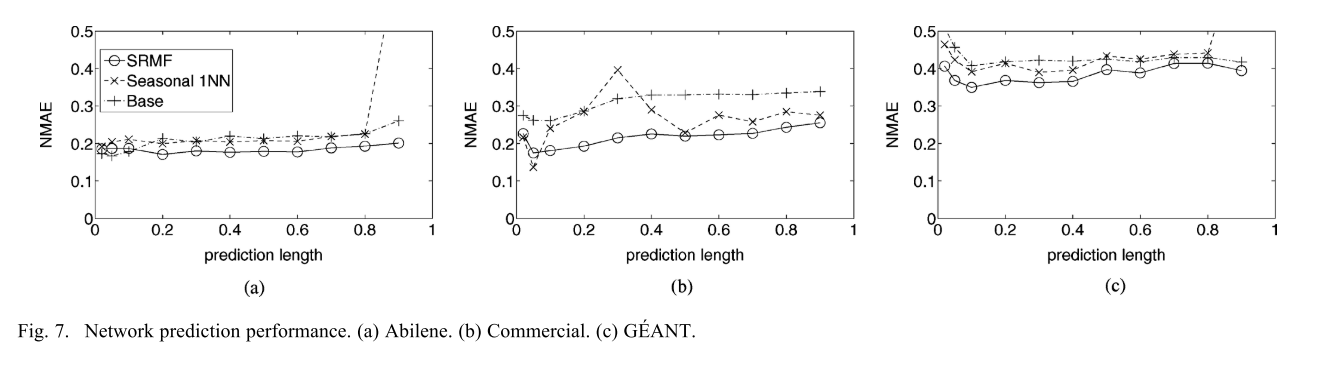 0.5
0.4
0.3
0.2
0.1
0
NMAE
SRMF
Seasonal 1NN
Base
0 0.2 0.4 0.6 0.8 1
prediction length
(a)
0.5
0.4
0.3
0.2
0.1
0
NMAE
0 0.2 0.4 0.6 0.8 1
prediction length
(b)
0.5
0.4
0.3
0.2
0.1
0
NMAE
0 0.2 0.4 0.6 0.8 1
prediction length
(c)
Fig. 7. Network prediction performance. (a) Abilene. (b) Commercial. (c) GÉANT.